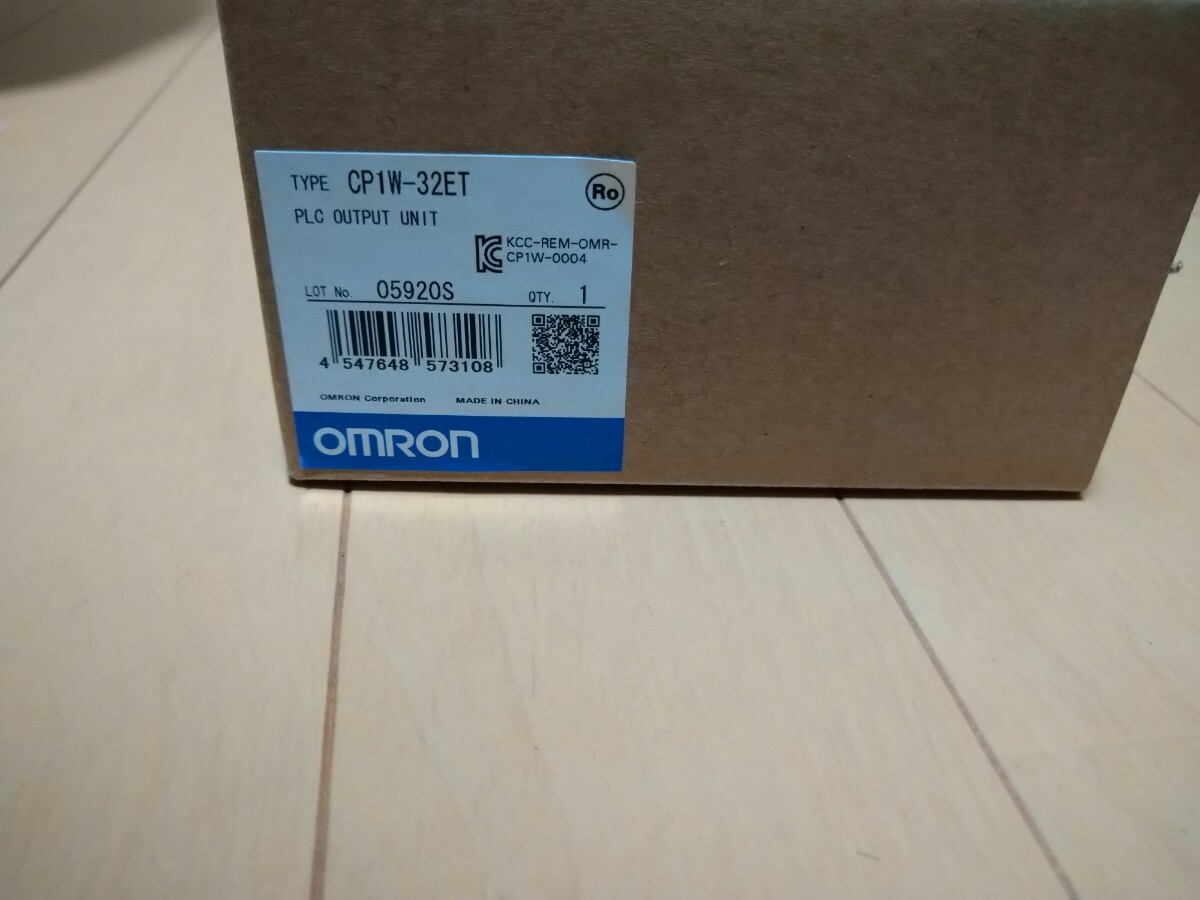 TYPE CP1W-32ET
Ro
PLC OUTPUT UNIT
KCC-REM-OMR-
CP1W-0004
LOT No. 05920S QTY. 1
4 547648 573108
OMRON Corporation MADE IN CHINA
OMRON